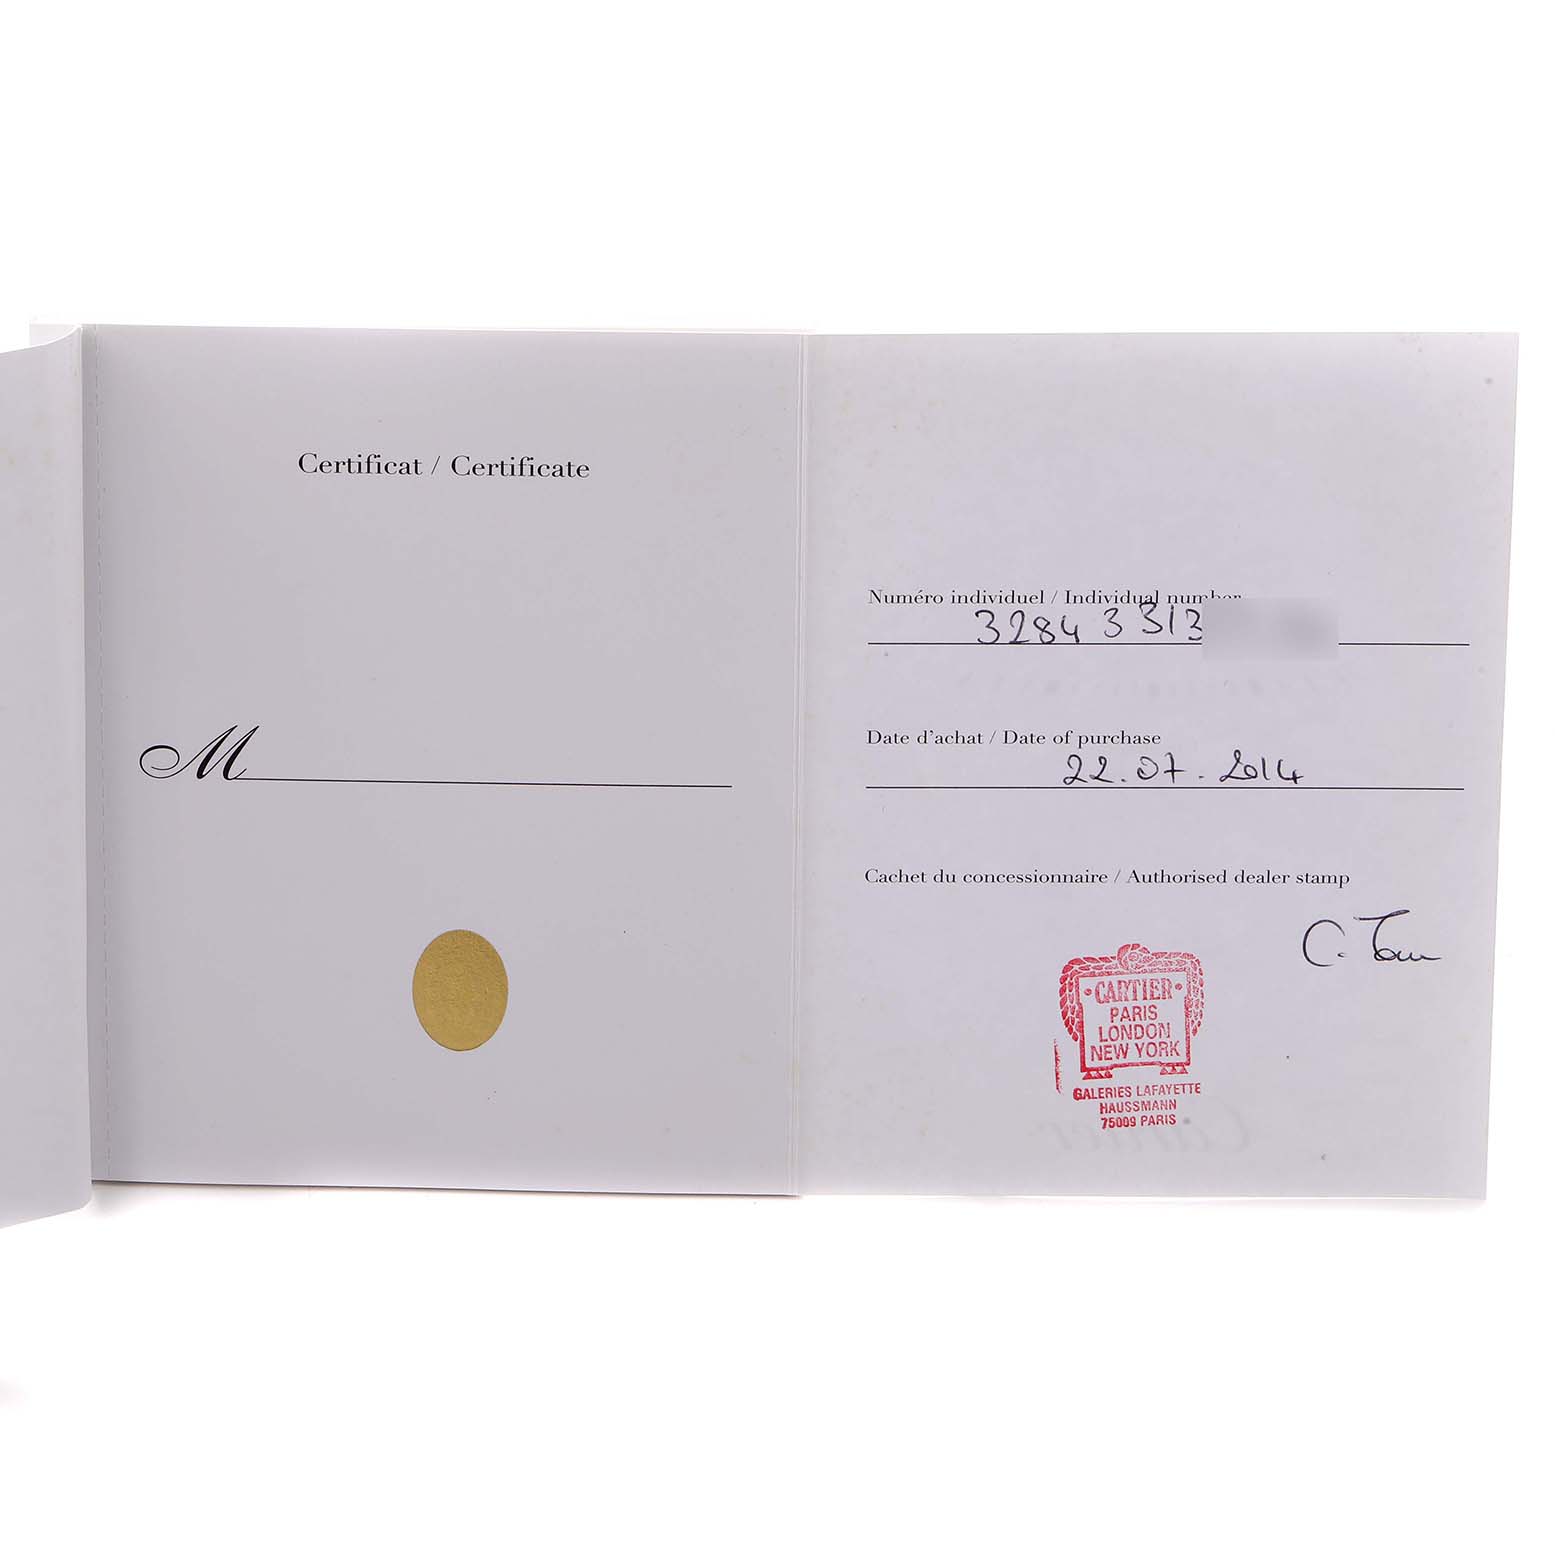 Certificat / Certificate
M
Numéro individuel / Individual number
3284 3 313
Date d'achat / Date of purchase
22.07.2014
Cachet du concessionnaire / Authorised dealer stamp
CARTIER
PARIS
LONDON
NEW YORK
GALERIES LAFAYETTE
HAUSSMANN
75009 PARIS
Cartier